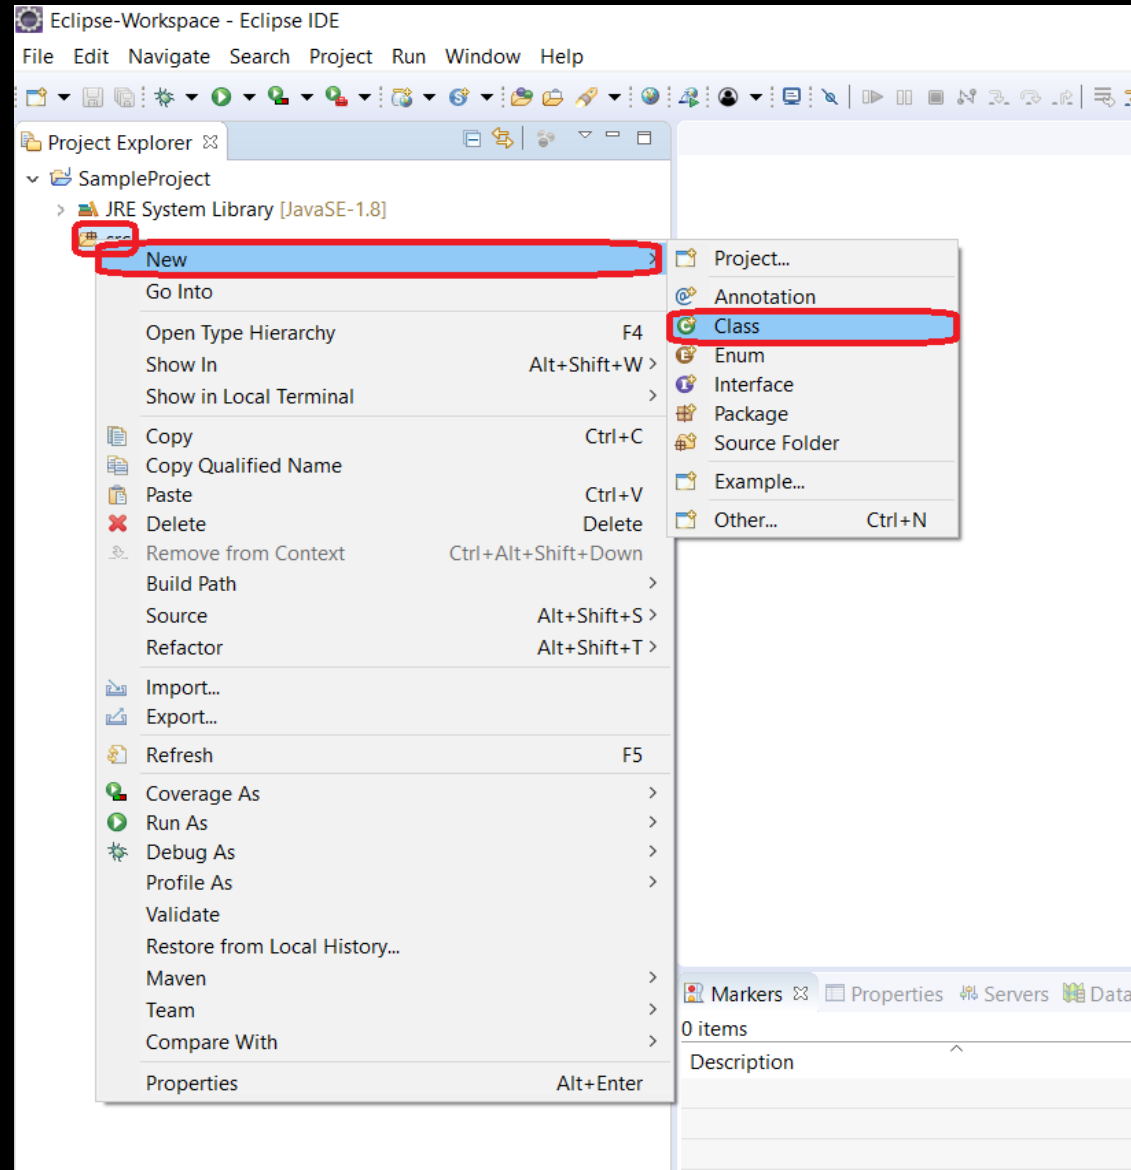 Eclipse-Workspace - Eclipse IDE
File Edit Navigate Search Project Run Window Help
Project Explorer
SampleProject
JRE System Library [JavaSE-1.8]
src
New
Go Into
Open Type Hierarchy F4
Show In Alt+Shift+W
Show in Local Terminal
Copy Ctrl+C
Copy Qualified Name
Paste Ctrl+V
Delete Delete
Remove from Context Ctrl+Alt+Shift+Down
Build Path
Source Alt+Shift+S
Refactor Alt+Shift+T
Import...
Export...
Refresh F5
Coverage As
Run As
Debug As
Profile As
Validate
Restore from Local History...
Maven
Team
Compare With
Properties Alt+Enter
Project...
Annotation
Class
Enum
Interface
Package
Source Folder
Example...
Other... Ctrl+N
Markers Properties Servers Data
0 items
Description